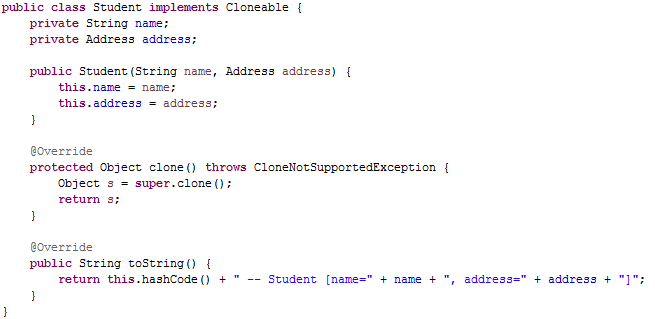 public class Student implements Cloneable {
    private String name;
    private Address address;

    public Student(String name, Address address) {
        this.name = name;
        this.address = address;
    }

    @Override
    protected Object clone() throws CloneNotSupportedException {
        Object s = super.clone();
        return s;
    }

    @Override
    public String toString() {
        return this.hashCode() + " -- Student [name=" + name + ", address=" + address + "]";
    }
}